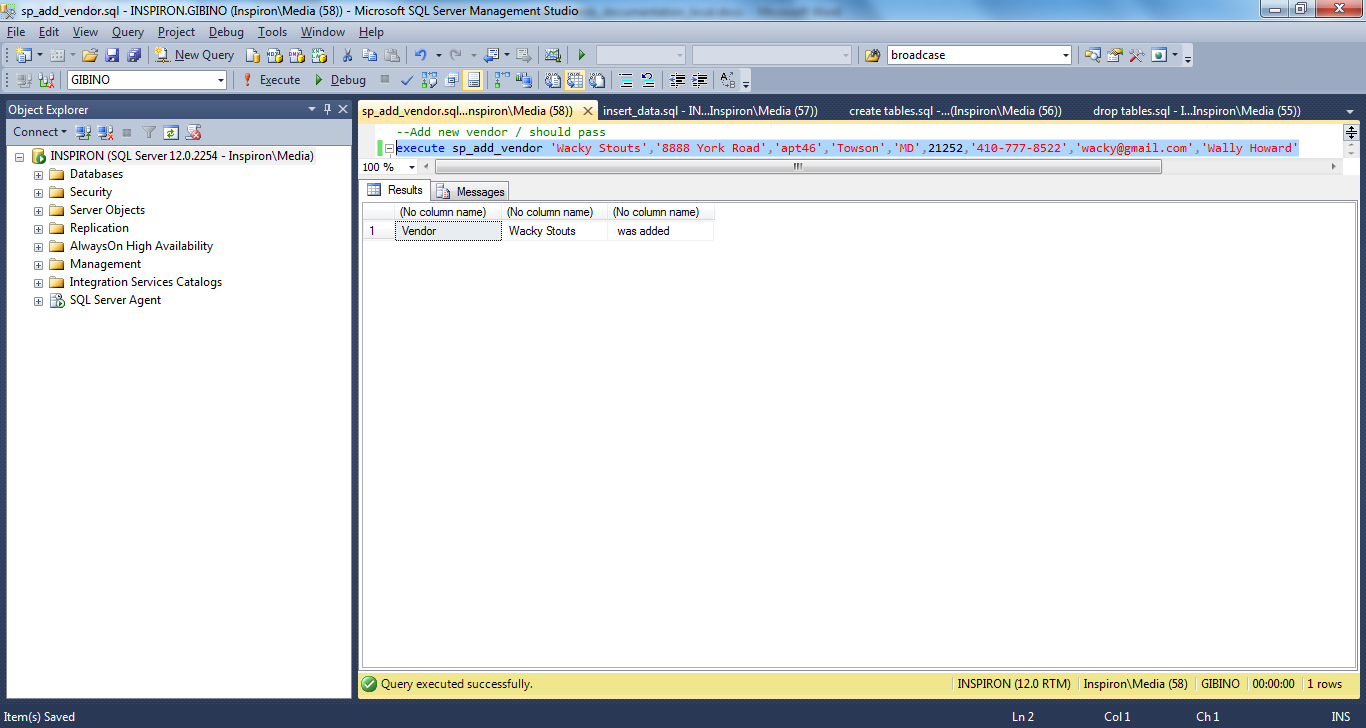 sp_add_vendor.sql - INSPIRON.GIBINO (Inspiron\Media (58)) - Microsoft SQL Server Management Studio
File Edit View Query Project Debug Tools Window Help
New Query broadcase
GIBINO Execute Debug
Object Explorer
Connect
INSPIRON (SQL Server 12.0.2254 - Inspiron\Media)
Databases
Security
Server Objects
Replication
AlwaysOn High Availability
Management
Integration Services Catalogs
SQL Server Agent
sp_add_vendor.sql...nspiron\Media (58)) insert_data.sql - IN...Inspiron\Media (57)) create tables.sql -...(Inspiron\Media (56)) drop tables.sql - I...Inspiron\Media (55))
--Add new vendor / should pass
execute sp_add_vendor 'Wacky Stouts','8888 York Road','apt46','Towson','MD',21252,'410-777-8522','wacky@gmail.com','Wally Howard'
100 %
Results Messages
(No column name) (No column name) (No column name)
1 Vendor Wacky Stouts was added
Query executed successfully. INSPIRON (12.0 RTM) Inspiron\Media (58) GIBINO 00:00:00 1 rows
Item(s) Saved Ln 2 Col 1 Ch 1 INS